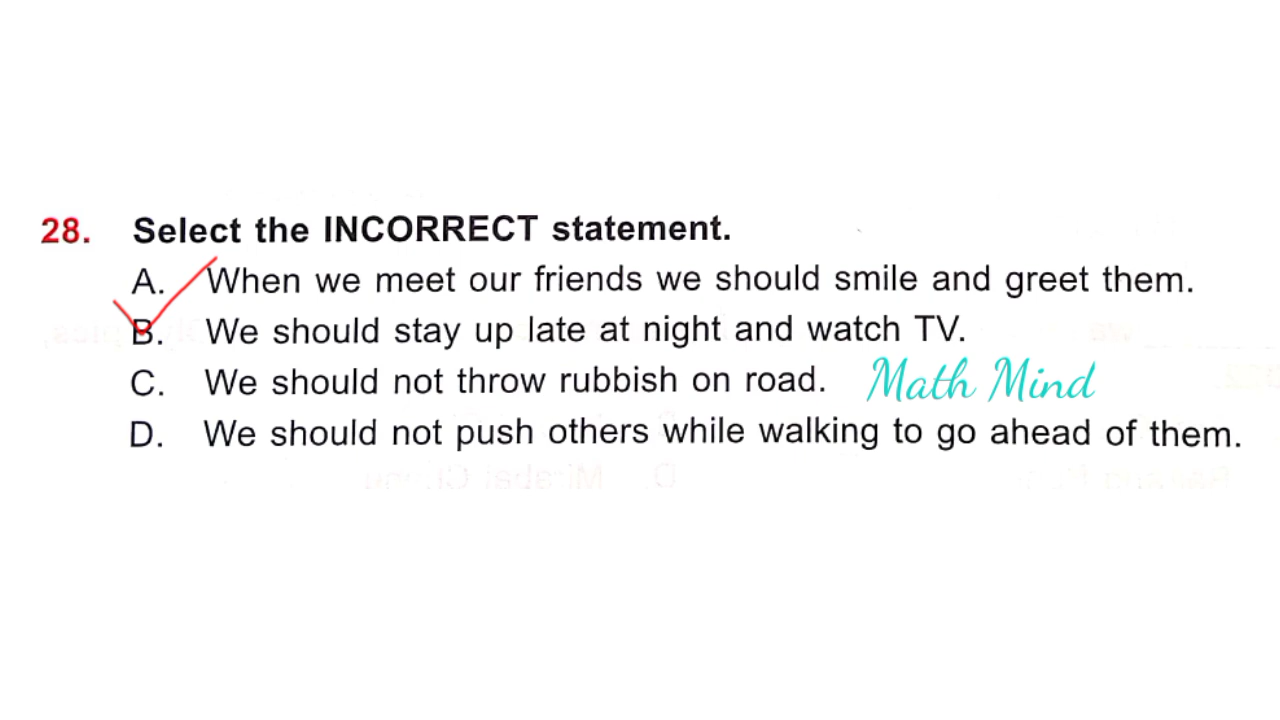 28. Select the INCORRECT statement.
A. When we meet our friends we should smile and greet them.
B. We should stay up late at night and watch TV.
C. We should not throw rubbish on road. Math Mind
D. We should not push others while walking to go ahead of them.